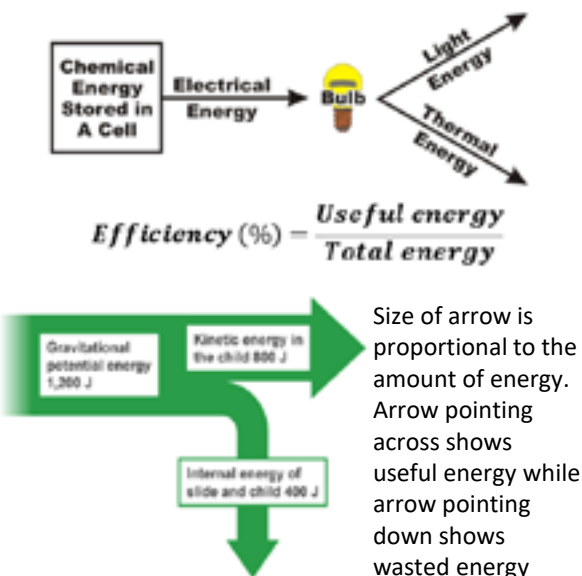 Chemical
Energy
Stored in
A Cell
Electrical
Energy
Bulb
Light
Energy
Thermal
Energy
Efficiency (%) = Useful energy / Total energy
Gravitational
potential energy
1,200 J
Kinetic energy in
the child 800 J
Internal energy of
slide and child 400 J
Size of arrow is
proportional to the
amount of energy.
Arrow pointing
across shows
useful energy while
arrow pointing
down shows
wasted energy